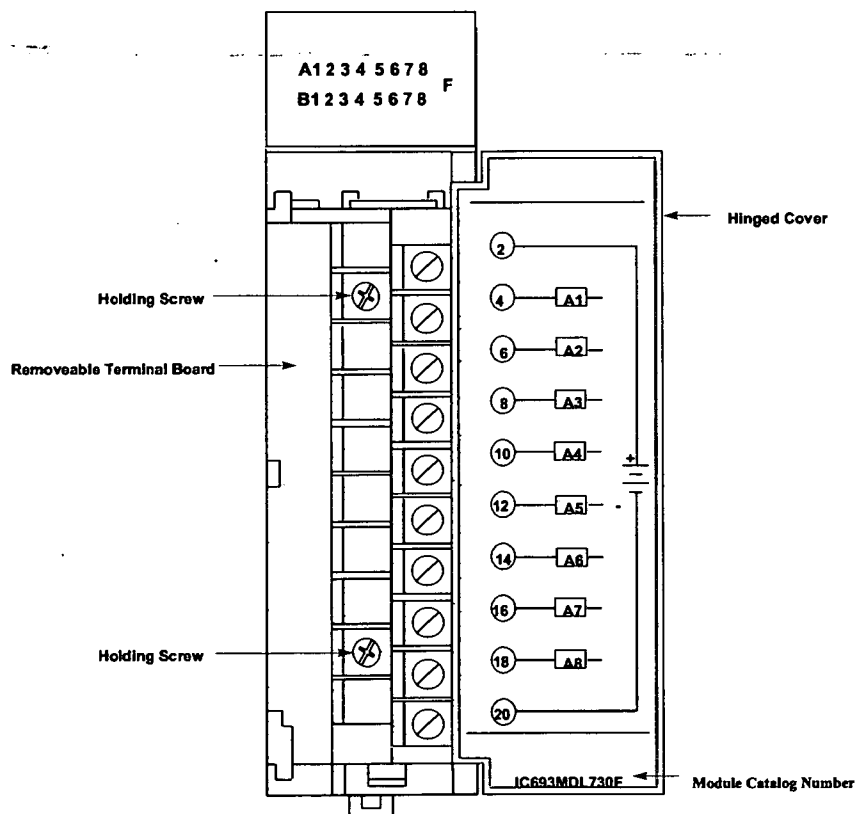 A1 2 3 4 5 6 7 8
F
B1 2 3 4 5 6 7 8
Hinged Cover
2
Holding Screw
4 A1
6 A2
Removeable Terminal Board
8 A3
10 A4
+
12 A5
14 A6
16 A7
Holding Screw
18 A8
20
IC693MDL730F
Module Catalog Number